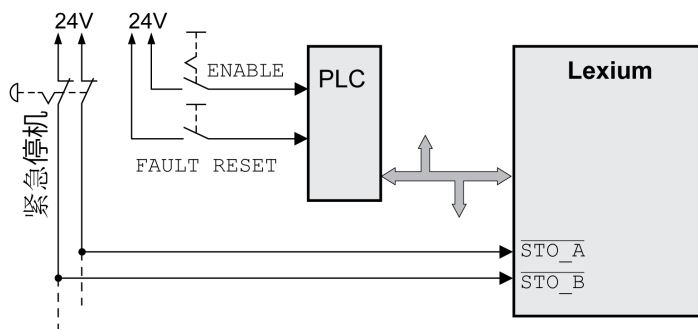 24V
24V
ENABLE
PLC
Lexium
FAULT RESET
紧急停机
STO_A
STO_B